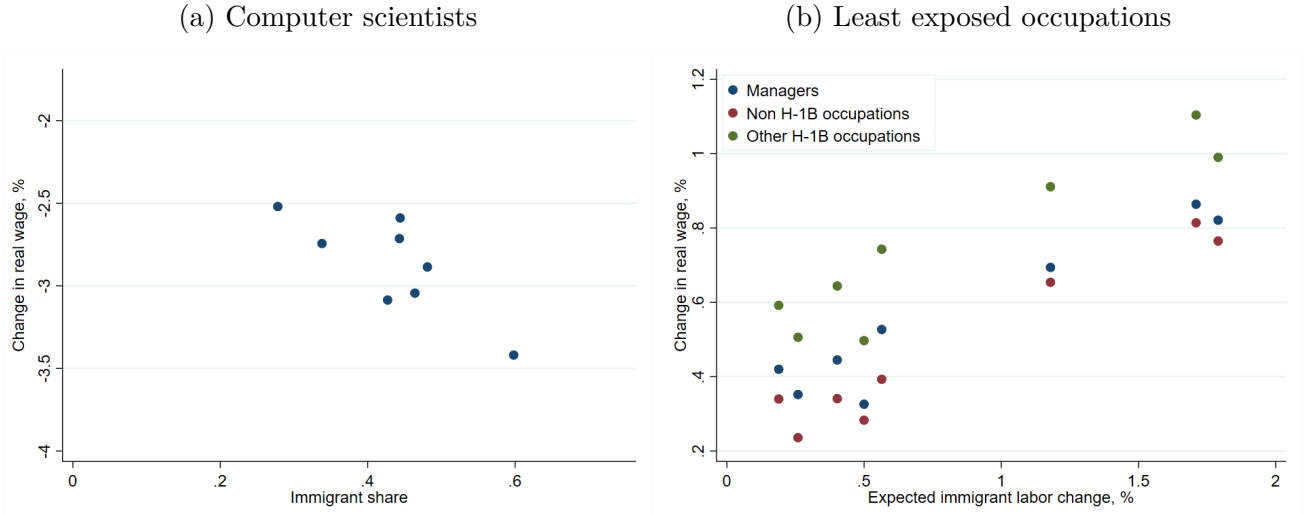 (a) Computer scientists
Change in real wage, %
-2
-2.5
-3
-3.5
-4
0 .2 .4 .6
Immigrant share
(b) Least exposed occupations
Managers
Non H-1B occupations
Other H-1B occupations
Change in real wage, %
1.2
1
.8
.6
.4
.2
0 .5 1 1.5 2
Expected immigrant labor change, %